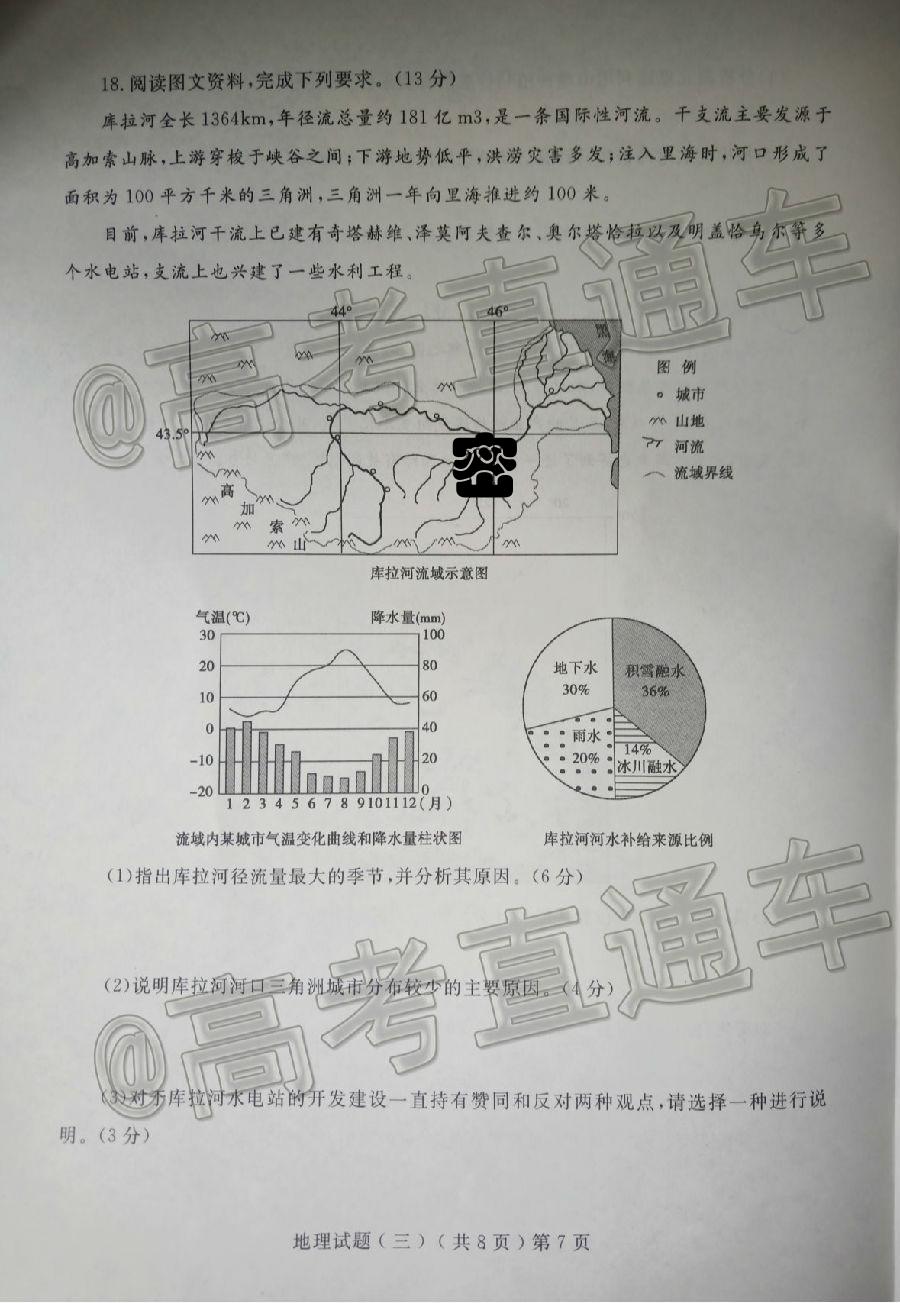 18.阅读图文资料,完成下列要求。(13分)
库拉河全长1364km,年径流总量约181亿m3,是一条国际性河流。干支流主要发源于
高加索山脉,上游穿梭于峡谷之间;下游地势低平,洪涝灾害多发;注入里海时,河口形成了
面积为100平方千米的三角洲,三角洲一年向里海推进约100米。
目前,库拉河干流上已建有奇塔赫维、泽莫阿夫查尔、奥尔塔恰拉以及明盖恰乌尔等多
个水电站,支流上也兴建了一些水利工程。
44° 46°
黑
海
43.5°
高
加
索
山
密
图 例
城市
山地
河流
流域界线
库拉河流域示意图
气温(℃) 降水量(mm)
30 100
20 80
10 60
0 40
-10 20
-20 0
1 2 3 4 5 6 7 8 9 10 11 12(月)
流域内某城市气温变化曲线和降水量柱状图
地下水
30%
积雪融水
36%
雨水
20%
14%
冰川融水
库拉河河水补给来源比例
(1)指出库拉河径流量最大的季节,并分析其原因。(6分)
(2)说明库拉河河口三角洲城市分布较少的主要原因。(4分)
(3)对于库拉河水电站的开发建设一直持有赞同和反对两种观点,请选择一种进行说
明。(3分)
地理试题(三)(共8页)第7页
@高考直通车
@高考直通车